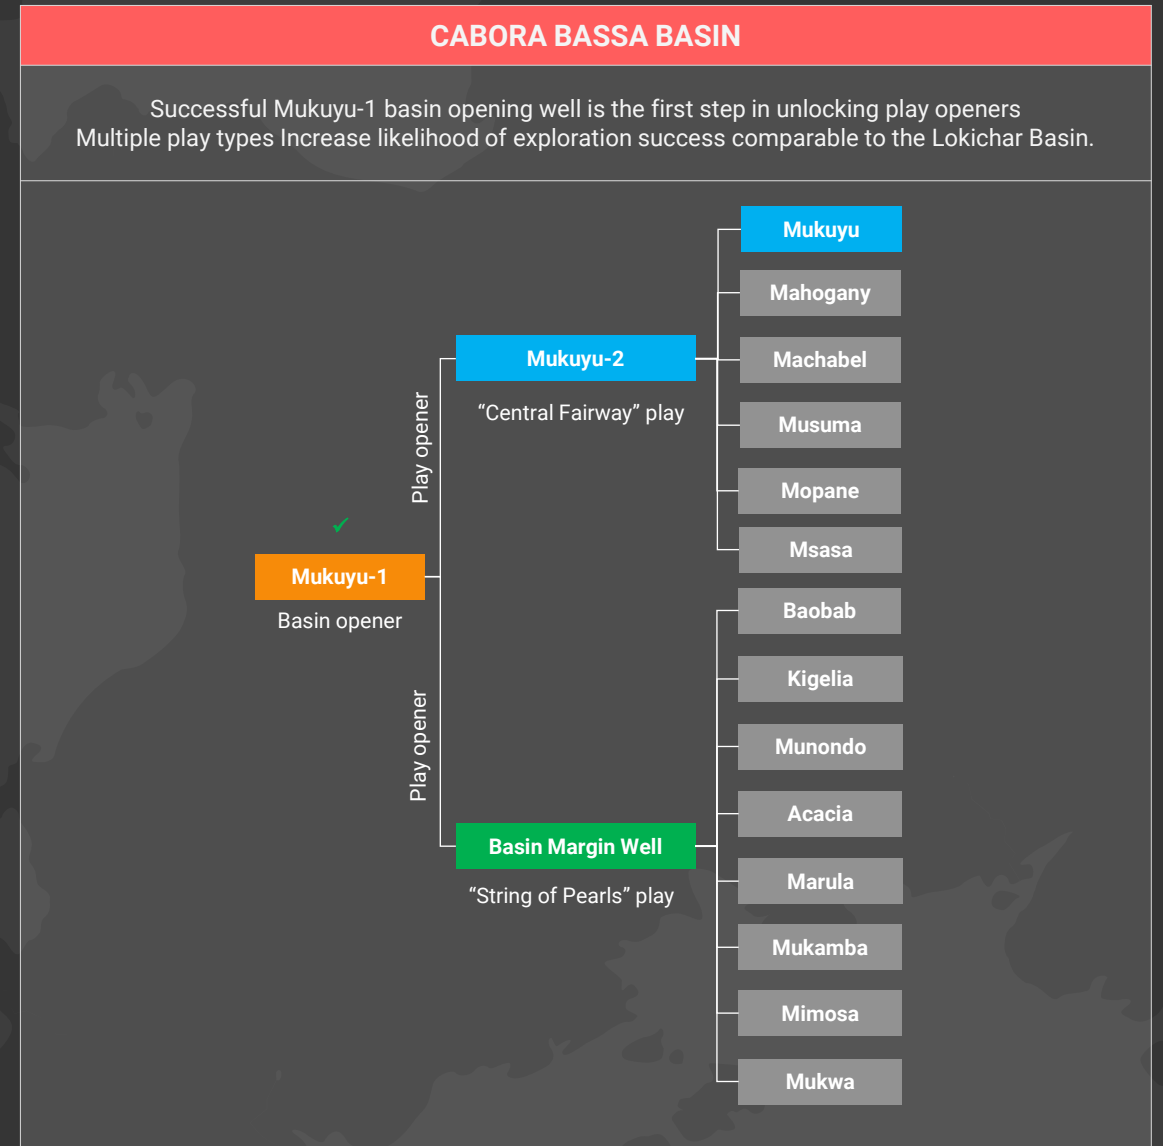 CABORA BASSA BASIN
Successful Mukuyu-1 basin opening well is the first step in unlocking play openers
Multiple play types Increase likelihood of exploration success comparable to the Lokichar Basin.
Mukuyu-1
Basin opener
Play opener
Mukuyu-2
“Central Fairway” play
Mukuyu
Mahogany
Machabel
Musuma
Mopane
Msasa
Play opener
Basin Margin Well
“String of Pearls” play
Baobab
Kigelia
Munondo
Acacia
Marula
Mukamba
Mimosa
Mukwa